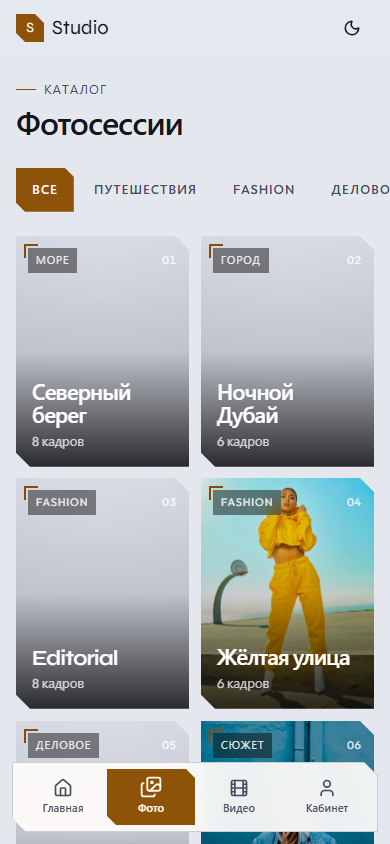 S Studio
КАТАЛОГ
Фотосессии
ВСЕ ПУТЕШЕСТВИЯ FASHION ДЕЛОВО
МОРЕ 01
Северный
берег
8 кадров
ГОРОД 02
Ночной
Дубай
6 кадров
FASHION 03
Editorial
8 кадров
FASHION 04
Жёлтая улица
6 кадров
ДЕЛОВОЕ 05
СЮЖЕТ 06
Главная Фото Видео Кабинет